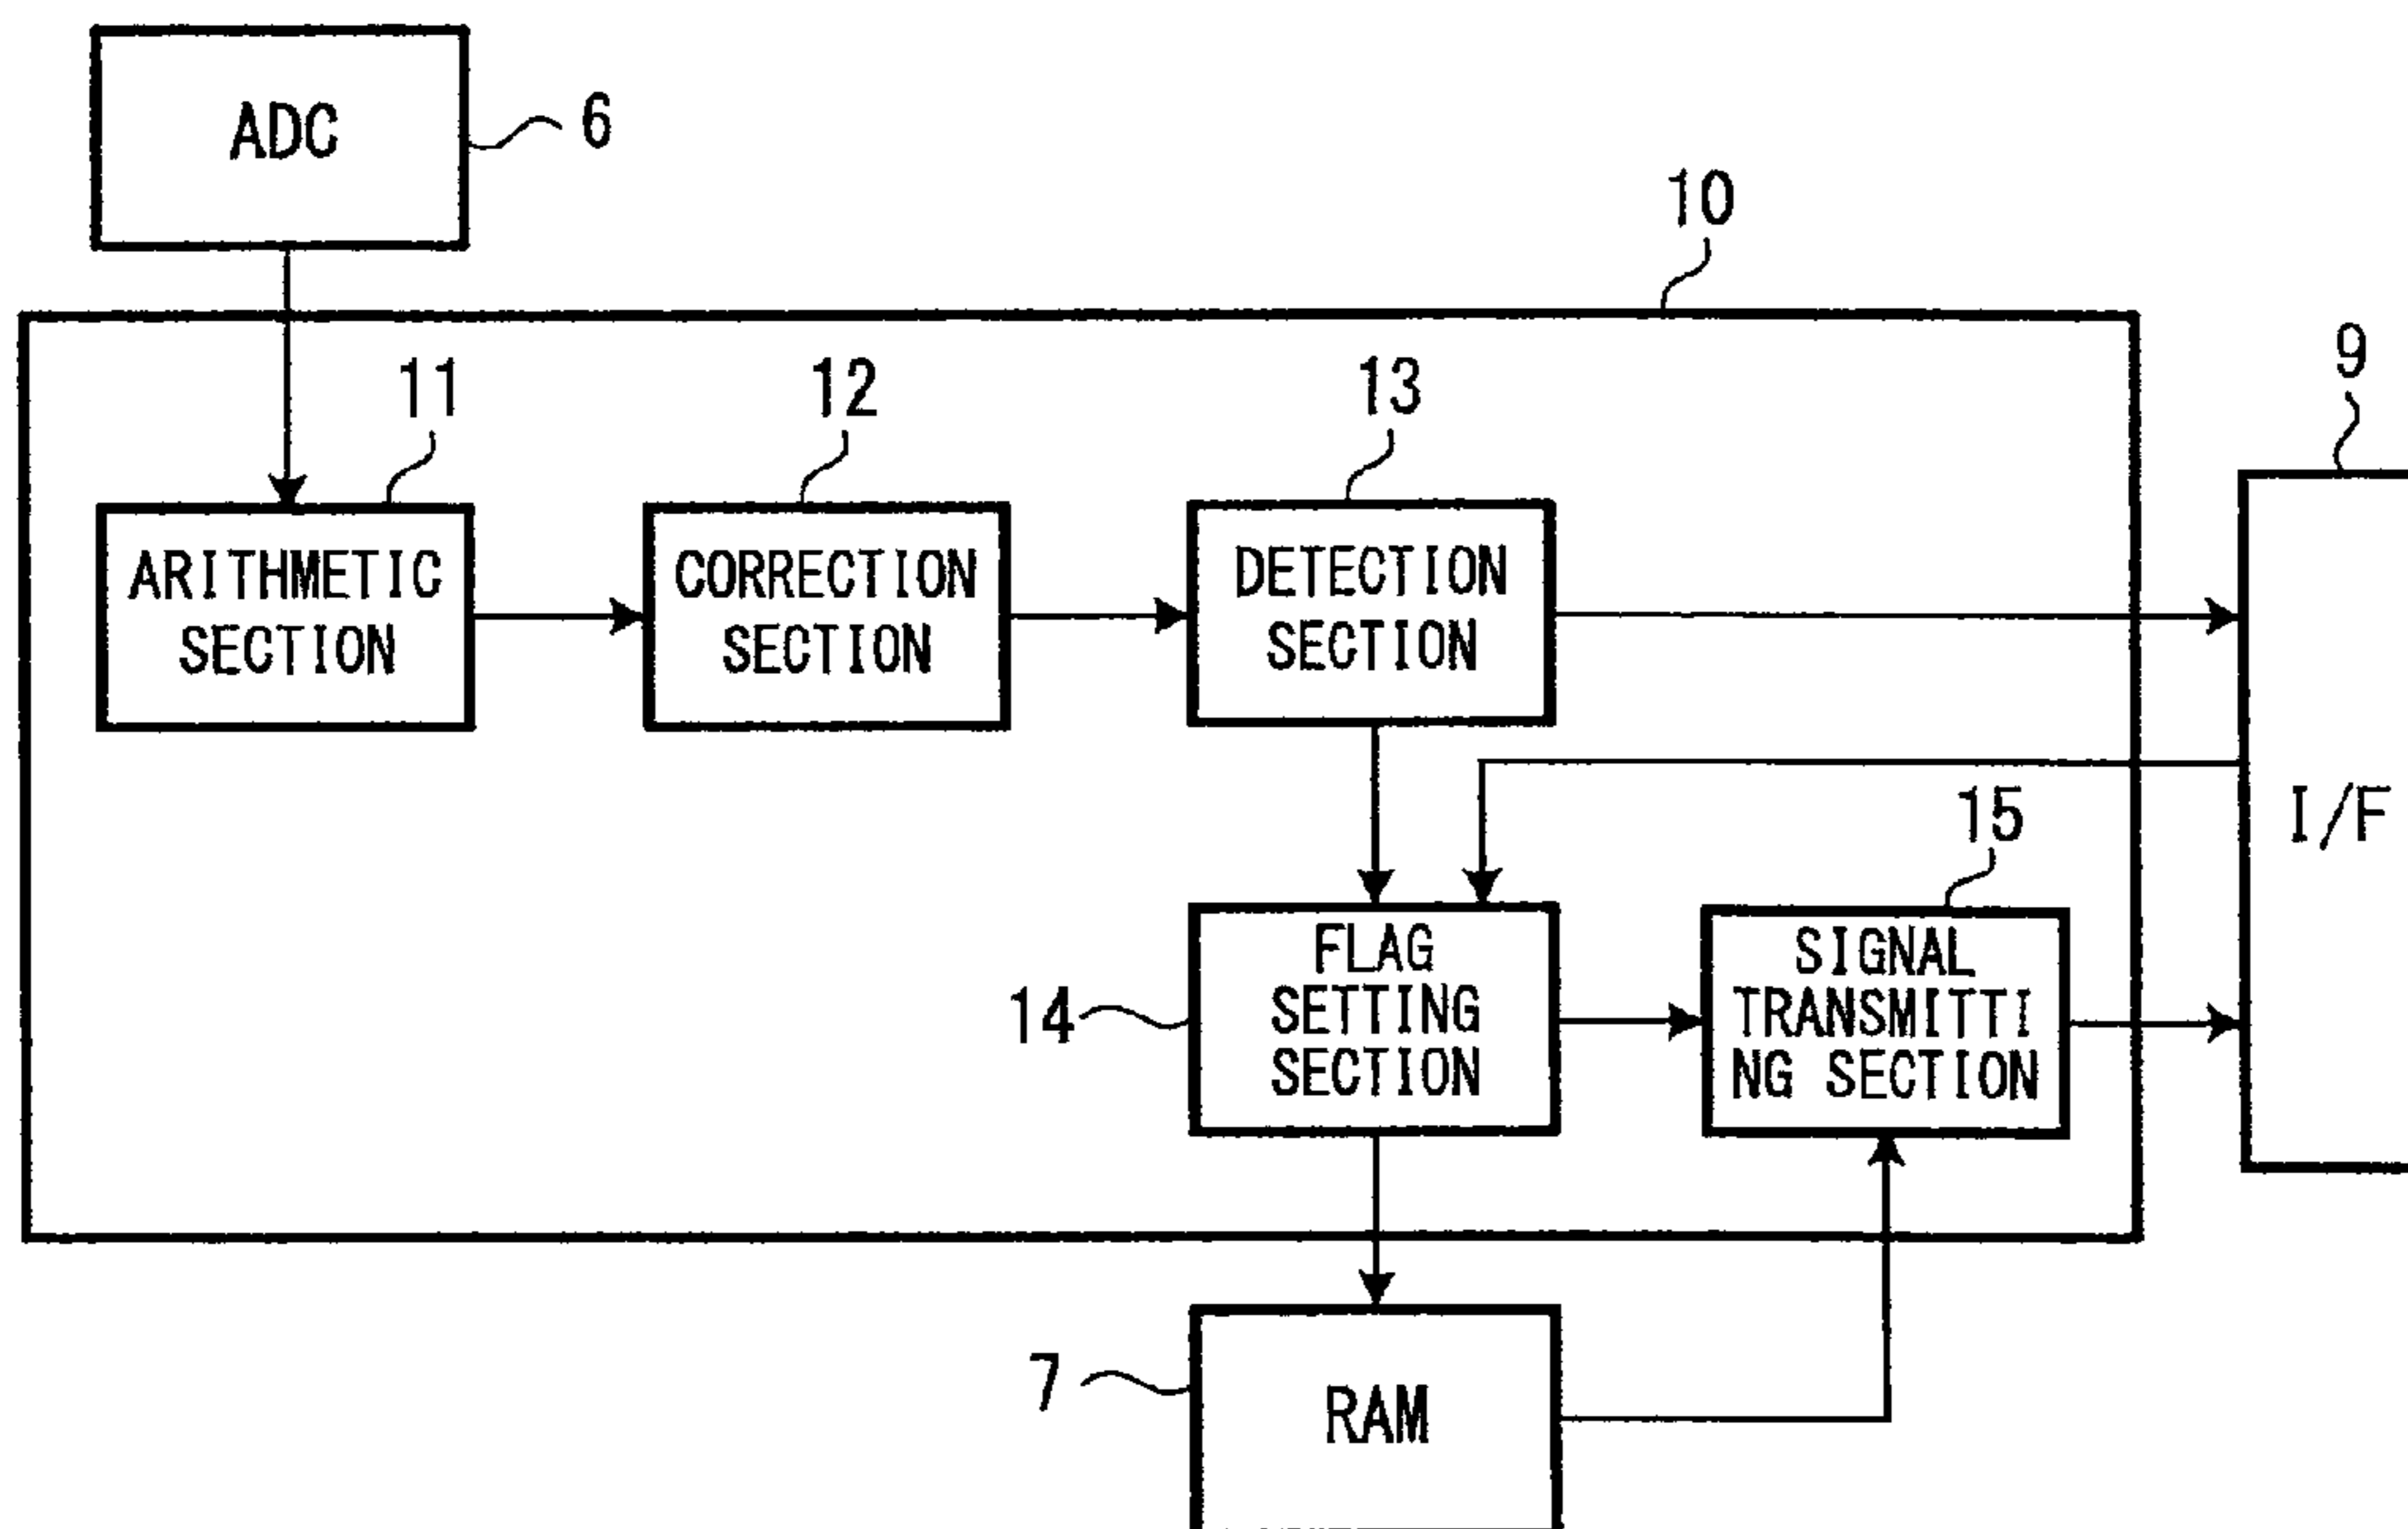 ADC
6
10
9
11
12
13
ARITHMETIC
SECTION
CORRECTION
SECTION
DETECTION
SECTION
I/F
15
14
FLAG
SETTING
SECTION
SIGNAL
TRANSMITTI
NG SECTION
7
RAM